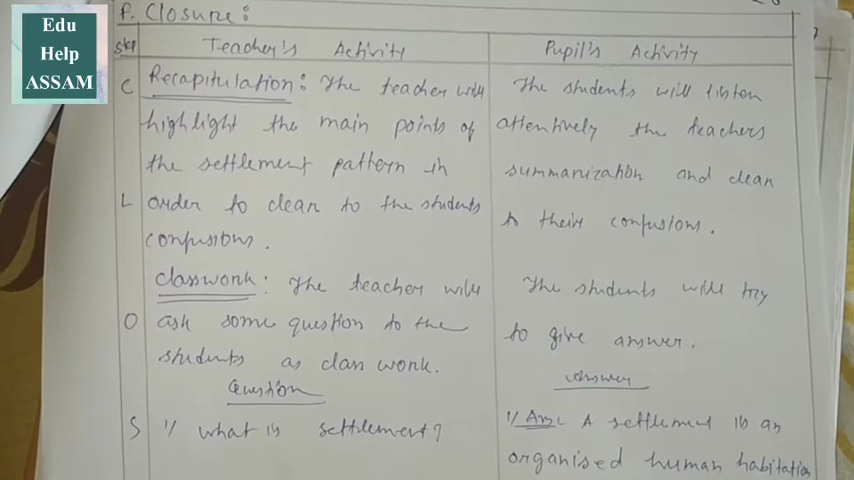 Edu
Help
ASSAM
F. Closure:
Step Teacher's Activity Pupil's Activity
C Recapitulation: The teacher will
highlight the main points of
the settlement pattern in
L order to clear to the students
confusions.
The students will listen
attentively the teachers
summarization and clear
to their confusions.
Classwork: The teacher will
O ask some question to the
students as class work.
The students will try
to give answer.
Question
S 1/ What is settlement?
Answer
1/ Ans: A settlement is an
organised human habitation